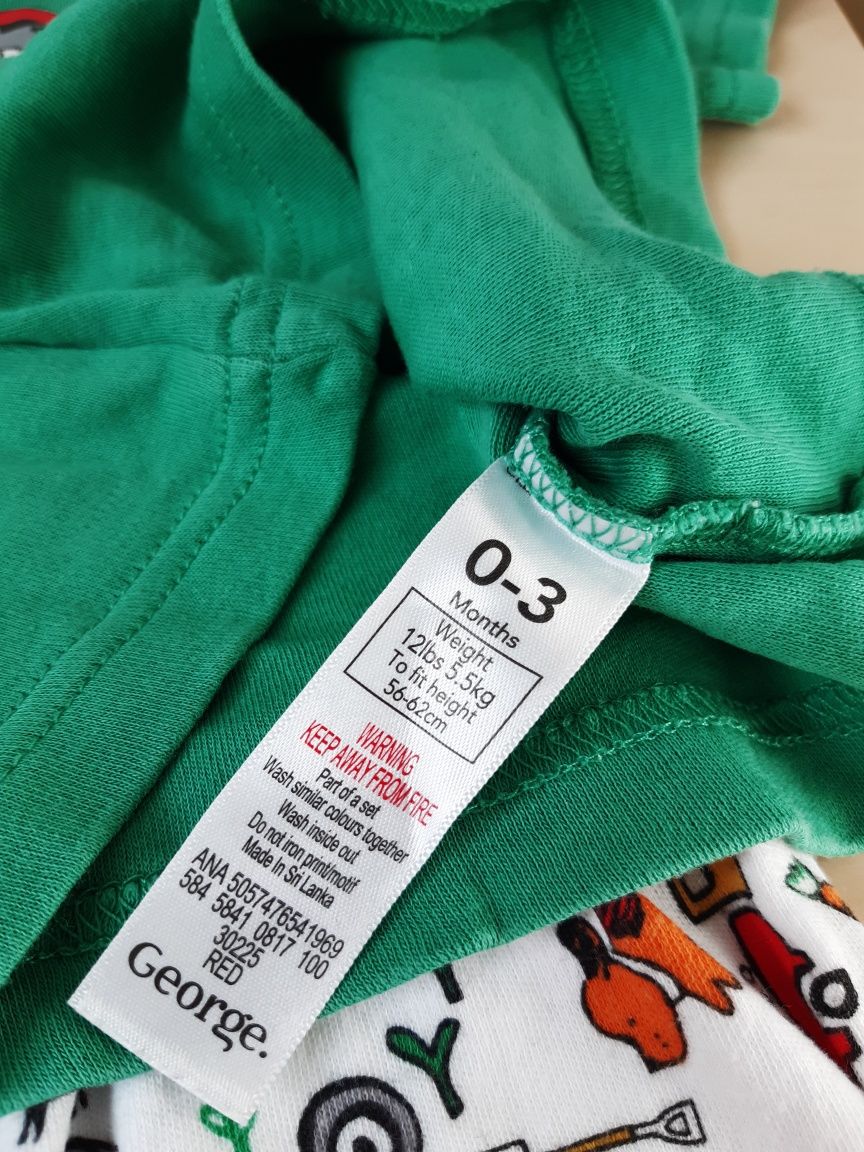 0-3
Months
Weight
12lbs 5.5kg
To fit height
56-62cm
WARNING
KEEP AWAY FROM FIRE
Part of a set
Wash similar colours together
Wash inside out
Do not iron print/motif
Made in Sri Lanka
ANA 5057476541969
584 5841 0817 100
30225
RED
George.